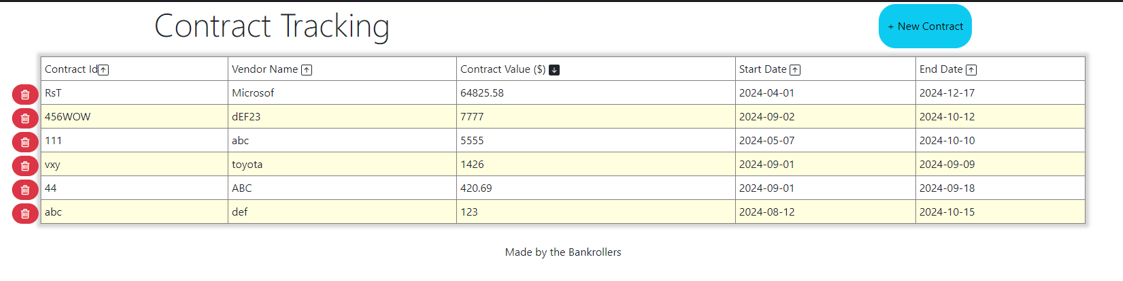 Contract Tracking
+ New Contract
Contract Id Vendor Name Contract Value ($) Start Date End Date
RsT Microsof 64825.58 2024-04-01 2024-12-17
456WOW dEF23 7777 2024-09-02 2024-10-12
111 abc 5555 2024-05-07 2024-10-10
vxy toyota 1426 2024-09-01 2024-09-09
44 ABC 420.69 2024-09-01 2024-09-18
abc def 123 2024-08-12 2024-10-15
Made by the Bankrollers